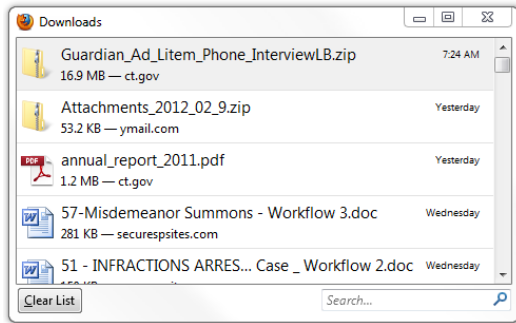 Downloads
Guardian_Ad_Litem_Phone_InterviewLB.zip 7:24 AM
16.9 MB — ct.gov
Attachments_2012_02_9.zip Yesterday
53.2 KB — ymail.com
PDF annual_report_2011.pdf Yesterday
1.2 MB — ct.gov
57-Misdemeanor Summons - Workflow 3.doc Wednesday
281 KB — securespsites.com
51 - INFRACTIONS ARRES... Case _ Workflow 2.doc Wednesday
Clear List Search...